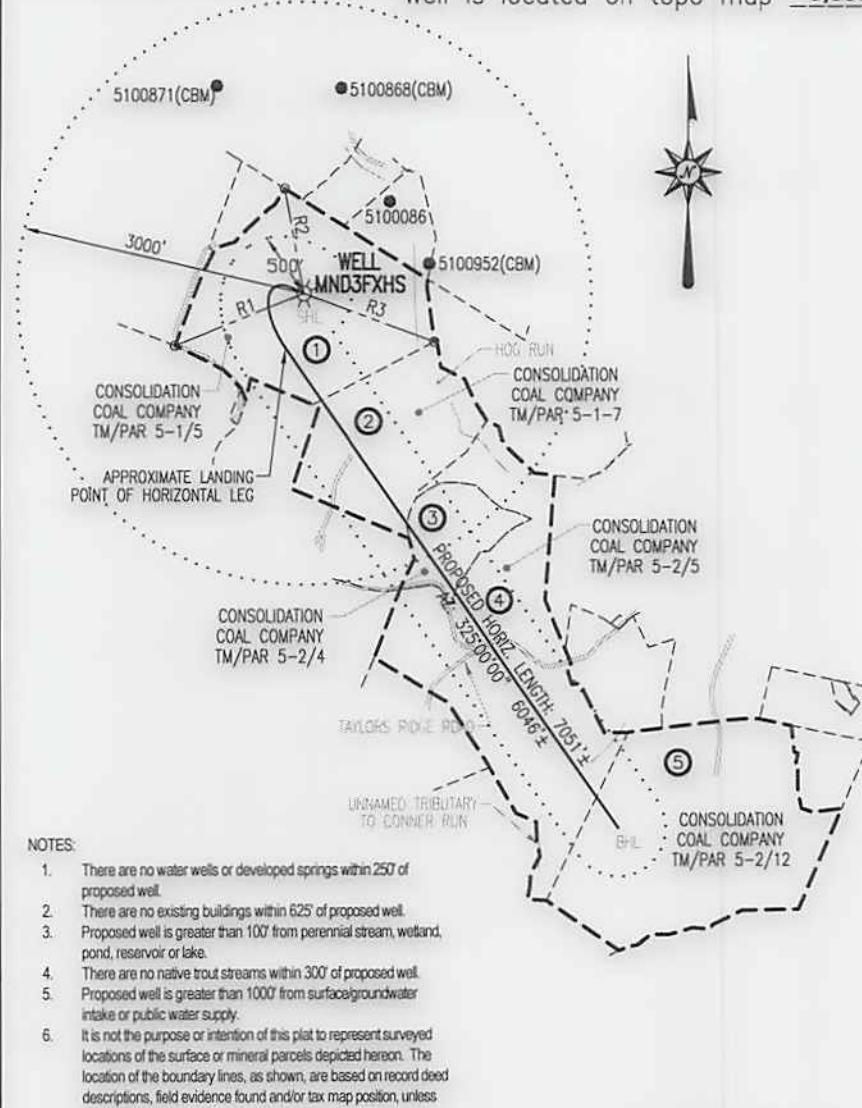 Well is located on topo map
5100871(CBM)
5100868(CBM)
5100086
5100952(CBM)
N
3000'
500'
R2
WELL
MND3FXHS
SHL
R1
R3
1
HOG RUN
CONSOLIDATION
COAL COMPANY
TM/PAR 5-1/5
CONSOLIDATION
COAL COMPANY
TM/PAR 5-1-7
2
APPROXIMATE LANDING
POINT OF HORIZONTAL LEG
3
CONSOLIDATION
COAL COMPANY
TM/PAR 5-2/5
4
PROPOSED HORIZ. LENGTH: 7051'±
AZ. 325°00'00" 6046'±
CONSOLIDATION
COAL COMPANY
TM/PAR 5-2/4
TAYLORS RIDGE ROAD
5
UNNAMED TRIBUTARY
TO CONNER RUN
BHL
CONSOLIDATION
COAL COMPANY
TM/PAR 5-2/12
NOTES:
1. There are no water wells or developed springs within 250' of
proposed well.
2. There are no existing buildings within 625' of proposed well.
3. Proposed well is greater than 100' from perennial stream, wetland,
pond, reservoir or lake.
4. There are no native trout streams within 300' of proposed well.
5. Proposed well is greater than 1000' from surface/groundwater
intake or public water supply.
6. It is not the purpose or intention of this plat to represent surveyed
locations of the surface or mineral parcels depicted hereon. The
location of the boundary lines, as shown, are based on record deed
descriptions, field evidence found and/or tax map position, unless